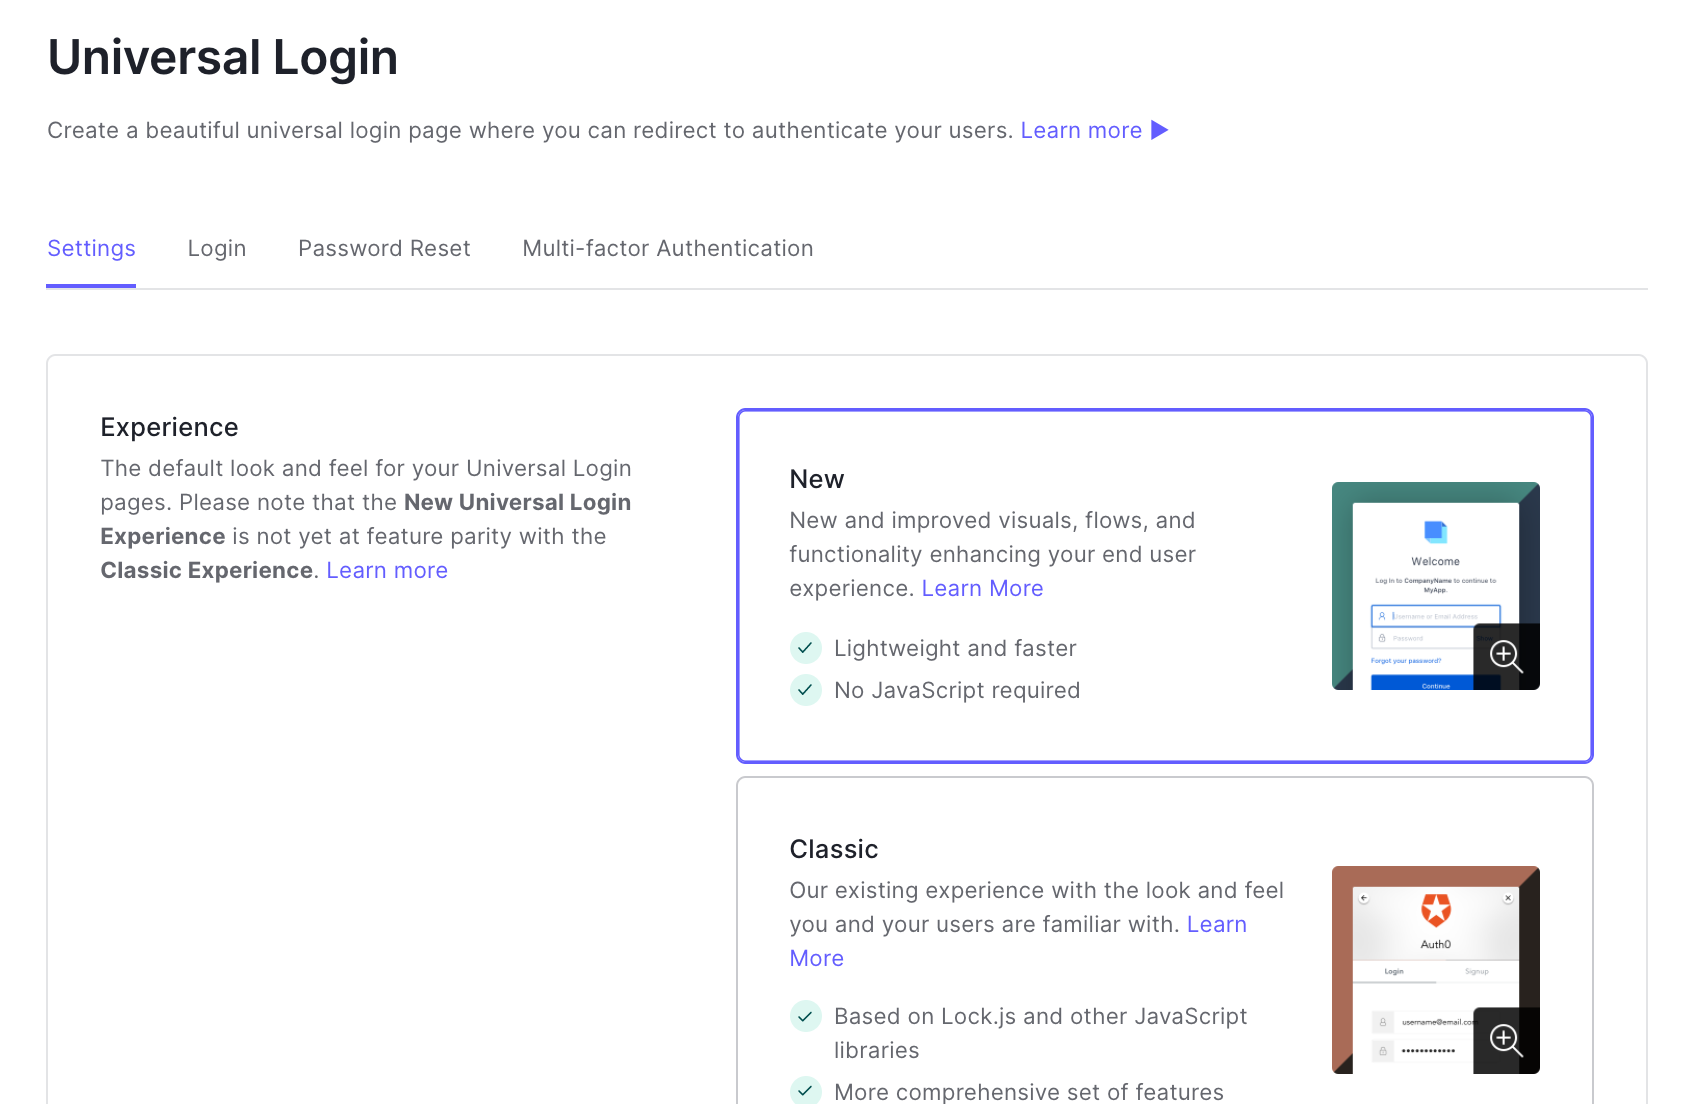 Universal Login
Create a beautiful universal login page where you can redirect to authenticate your users. Learn more ▶
Settings Login Password Reset Multi-factor Authentication
Experience
The default look and feel for your Universal Login
pages. Please note that the New Universal Login
Experience is not yet at feature parity with the
Classic Experience. Learn more
New
New and improved visuals, flows, and
functionality enhancing your end user
experience. Learn More
Lightweight and faster
No JavaScript required
Welcome
Log In to CompanyName to continue to
MyApp.
Username or Email Address
Password
Forgot your password?
Continue
Classic
Our existing experience with the look and feel
you and your users are familiar with. Learn
More
Based on Lock.js and other JavaScript
libraries
More comprehensive set of features
Auth0
Login Signup
username@email.com
••••••••••••